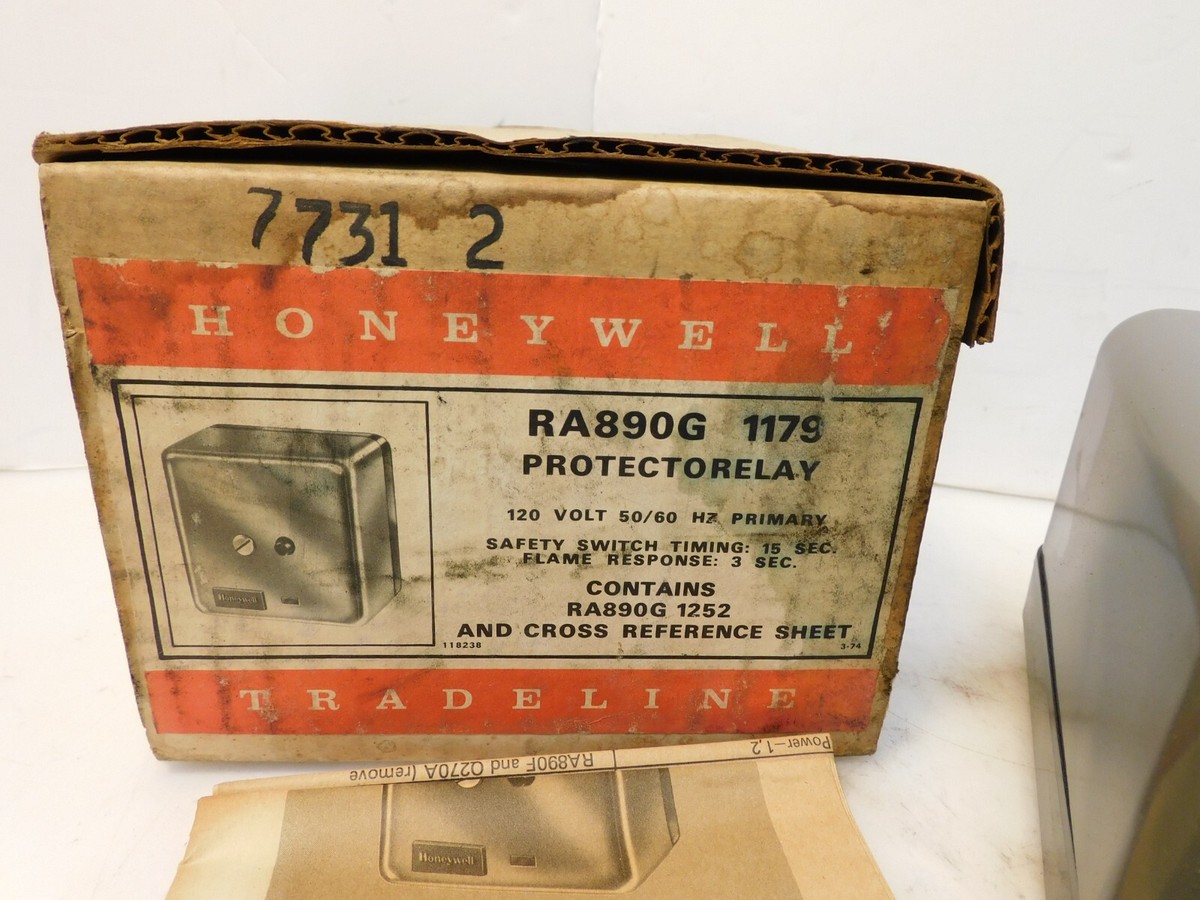 7731 2
HONEYWELL
RA890G 1179
PROTECTORELAY
120 VOLT 50/60 HZ PRIMARY
SAFETY SWITCH TIMING: 15 SEC.
FLAME RESPONSE: 3 SEC.
CONTAINS
RA890G 1252
AND CROSS REFERENCE SHEET
Honeywell
118238
3-74
TRADELINE
Power—1,2
RA890F and Q270A (remove
Honeywell